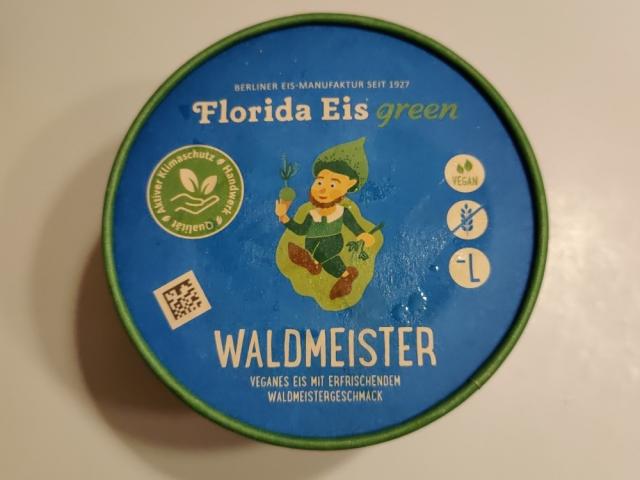 BERLINER EIS-MANUFAKTUR SEIT 1927
Florida Eis green
Aktiver Klimaschutz Handwerk Qualität
VEGAN
-L
WALDMEISTER
VEGANES EIS MIT ERFRISCHENDEM
WALDMEISTERGESCHMACK